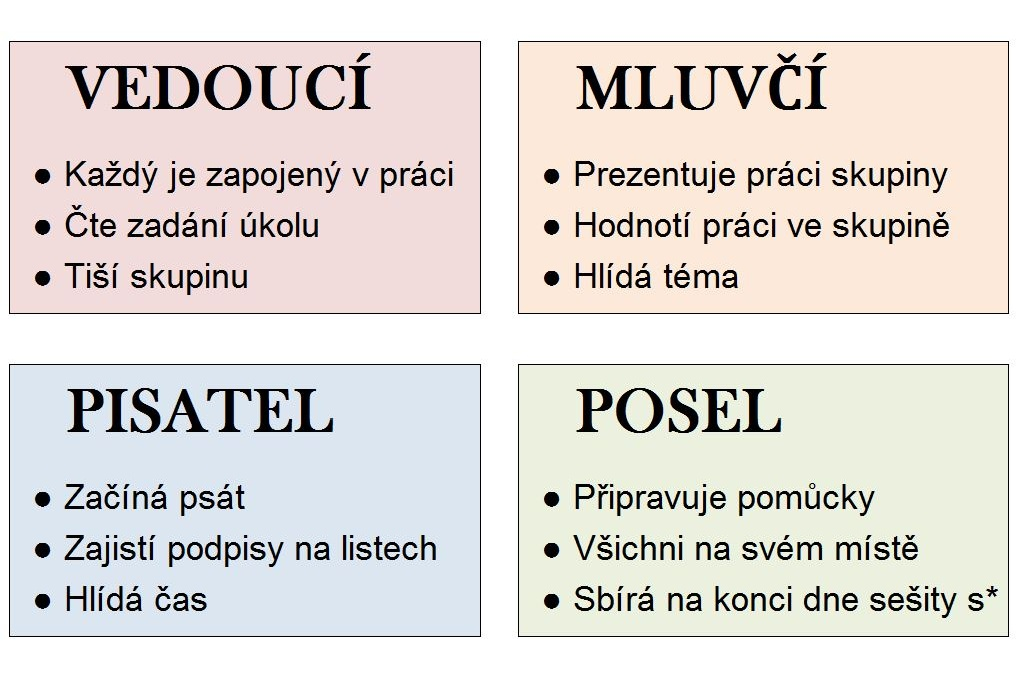 VEDOUCÍ
● Každý je zapojený v práci
● Čte zadání úkolu
● Tiší skupinu
MLUVČÍ
● Prezentuje práci skupiny
● Hodnotí práci ve skupině
● Hlídá téma
PISATEL
● Začíná psát
● Zajistí podpisy na listech
● Hlídá čas
POSEL
● Připravuje pomůcky
● Všichni na svém místě
● Sbírá na konci dne sešity s*